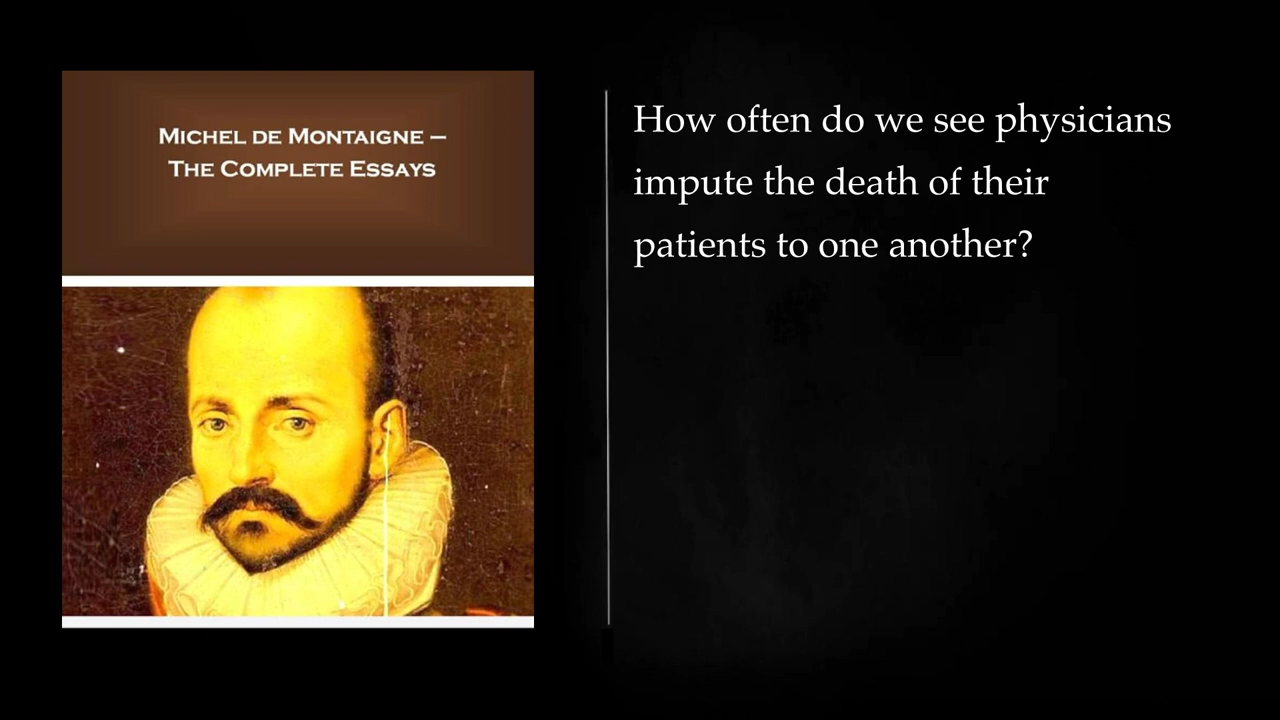 MICHEL DE MONTAIGNE –
THE COMPLETE ESSAYS
How often do we see physicians
impute the death of their
patients to one another?